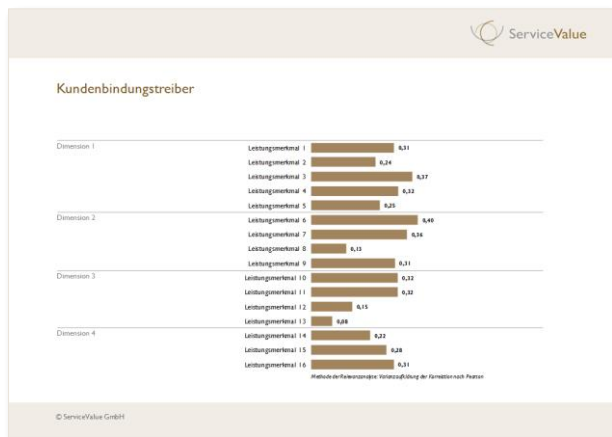 ServiceValue
Kundenbindungstreiber
Dimension 1
Leistungsmerkmal 1 0,31
Leistungsmerkmal 2 0,24
Leistungsmerkmal 3 0,37
Leistungsmerkmal 4 0,32
Leistungsmerkmal 5 0,25
Dimension 2
Leistungsmerkmal 6 0,40
Leistungsmerkmal 7 0,36
Leistungsmerkmal 8 0,13
Leistungsmerkmal 9 0,31
Dimension 3
Leistungsmerkmal 10 0,32
Leistungsmerkmal 11 0,32
Leistungsmerkmal 12 0,15
Leistungsmerkmal 13 0,08
Dimension 4
Leistungsmerkmal 14 0,22
Leistungsmerkmal 15 0,28
Leistungsmerkmal 16 0,31
Methode der Relevanzanalyse: Varianzaufklärung der Korrelation nach Pearson
© ServiceValue GmbH